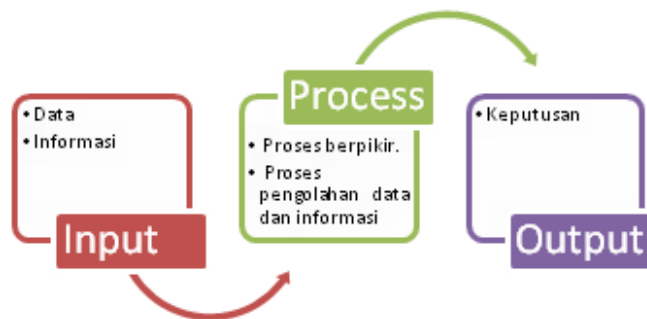 • Data
• Informasi
Input
Process
• Proses berpikir.
• Proses
pengolahan data
dan informasi
• Keputusan
Output